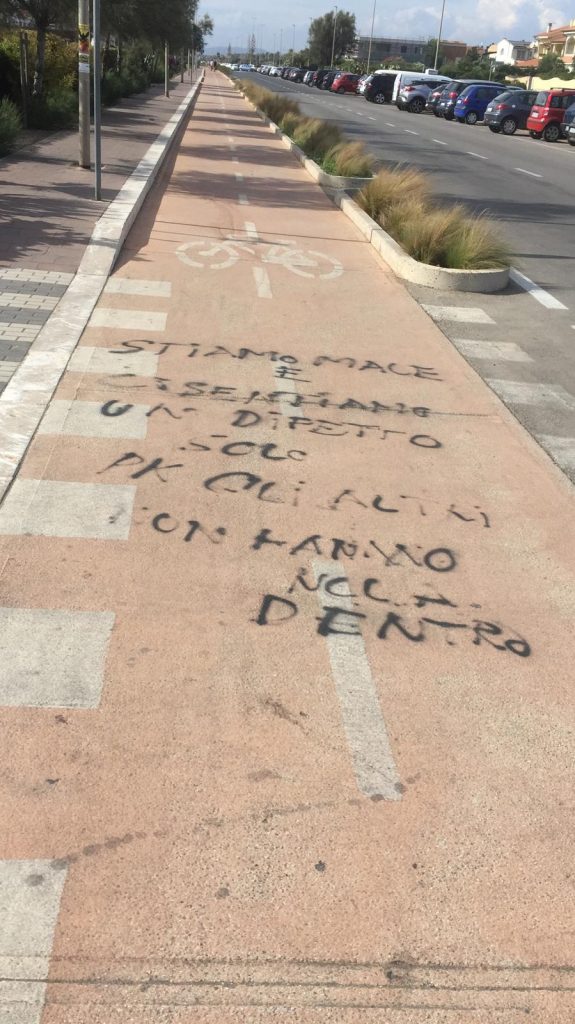 STIAMO MALE
E
CI SENTIAMO
UN DIFETTO
SOLO
PK GLI ALTRI
NON HANNO
NULLA
DENTRO